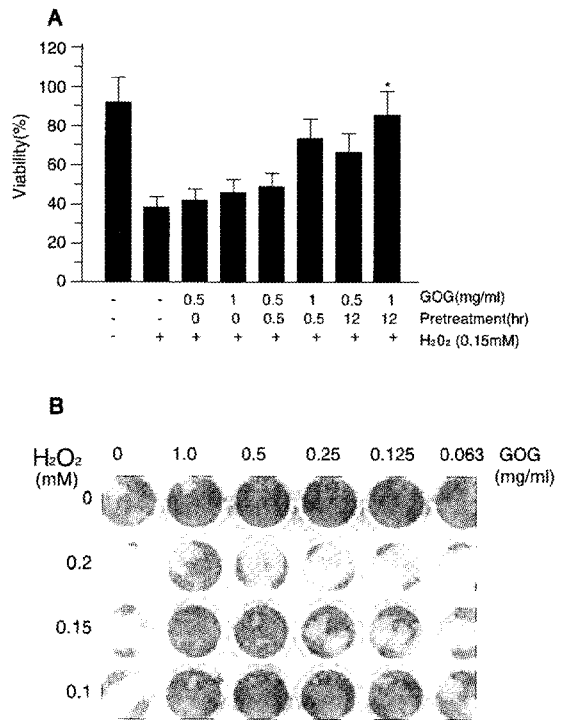 A
120
100
80
60
40
20
0
Viability(%)
*
- - 0.5 1 0.5 1 0.5 1 GOG(mg/ml)
- - 0 0 0.5 0.5 12 12 Pretreatment(hr)
- + + + + + + + H₂0₂ (0.15mM)
B
H₂O₂ 0 1.0 0.5 0.25 0.125 0.063 GOG
(mM) (mg/ml)
0
0.2
0.15
0.1